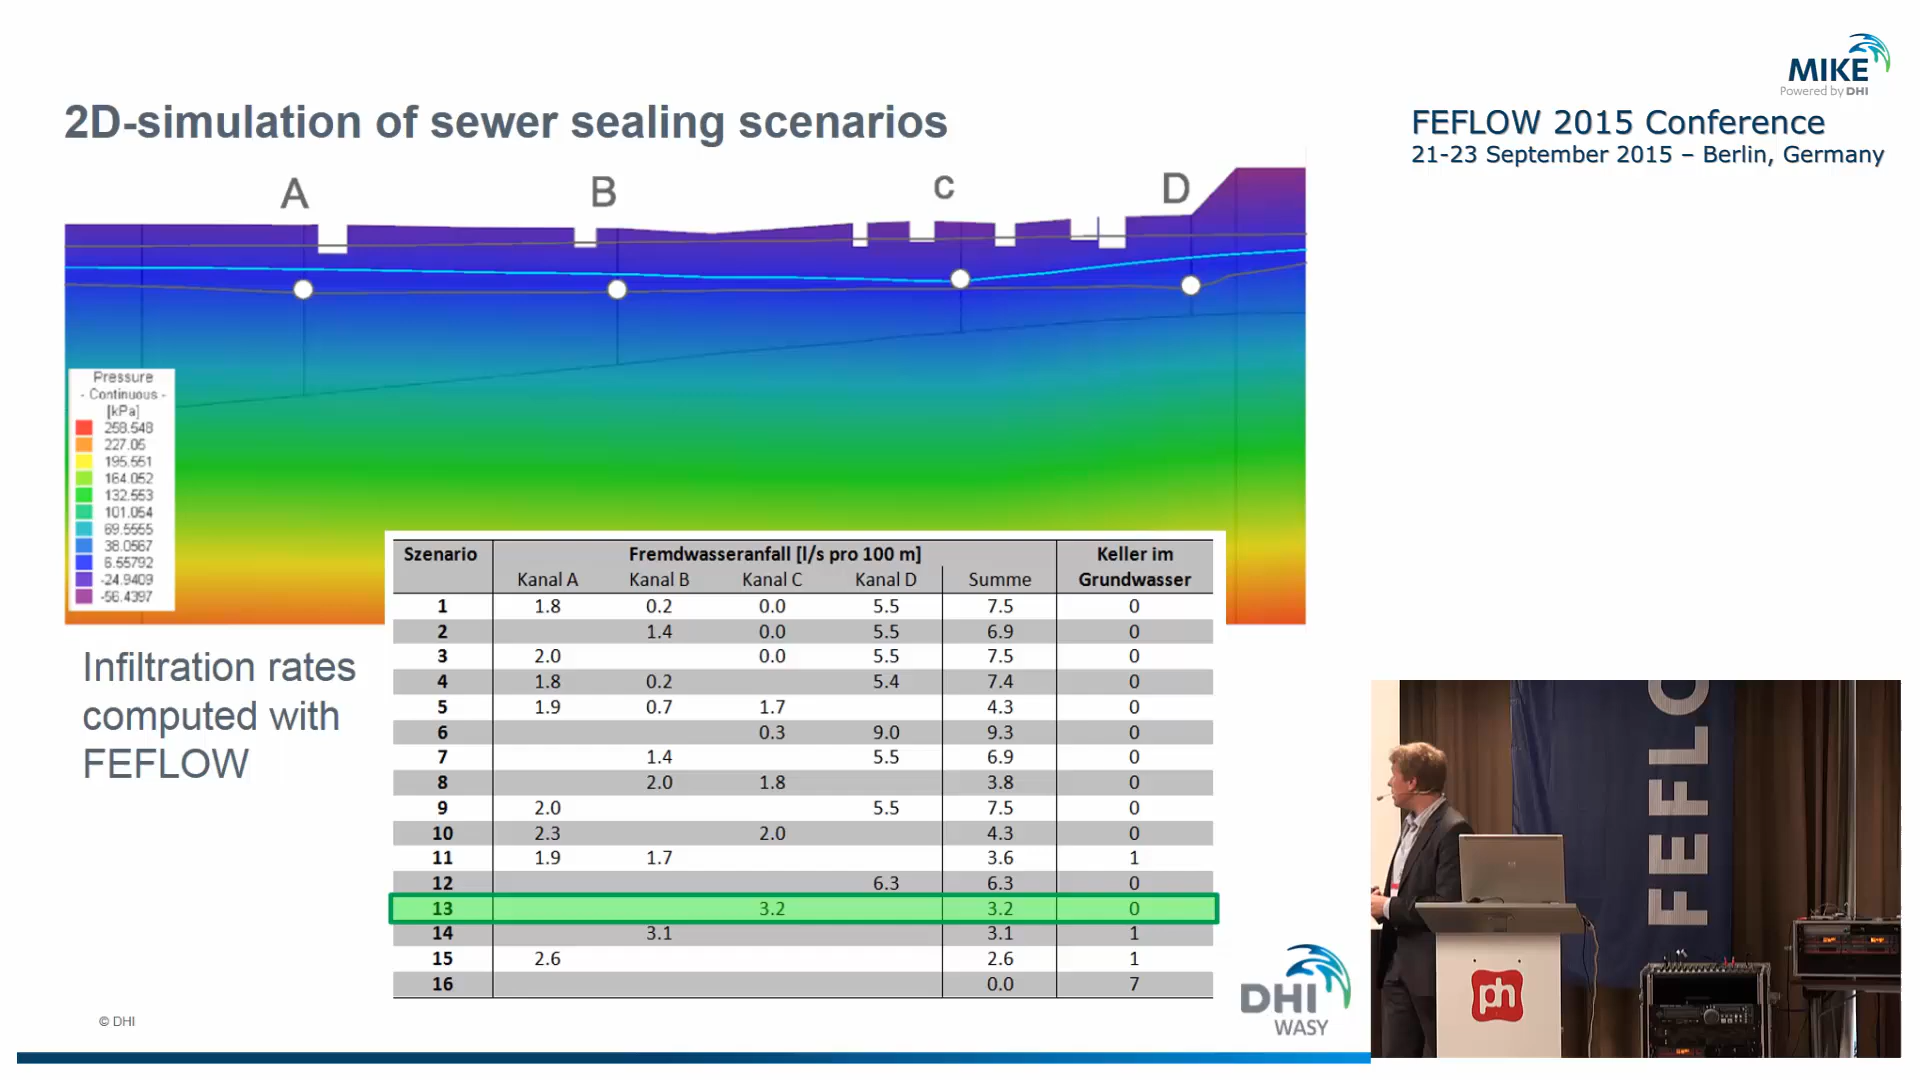 MIKE
Powered by DHI
FEFLOW 2015 Conference
21-23 September 2015 – Berlin, Germany
2D-simulation of sewer sealing scenarios
A B C D
Pressure
- Continuous -
[kPa]
258.548
227.05
195.551
164.052
132.553
101.054
69.5555
38.0567
6.55792
-24.9409
-56.4397
Infiltration rates
computed with
FEFLOW
Szenario Fremdwasseranfall [l/s pro 100 m] Keller im
Kanal A Kanal B Kanal C Kanal D Summe Grundwasser
1 1.8 0.2 0.0 5.5 7.5 0
2 1.4 0.0 5.5 6.9 0
3 2.0 0.0 5.5 7.5 0
4 1.8 0.2 5.4 7.4 0
5 1.9 0.7 1.7 4.3 0
6 0.3 9.0 9.3 0
7 1.4 5.5 6.9 0
8 2.0 1.8 3.8 0
9 2.0 5.5 7.5 0
10 2.3 2.0 4.3 0
11 1.9 1.7 3.6 1
12 6.3 6.3 0
13 3.2 3.2 0
14 3.1 3.1 1
15 2.6 2.6 1
16 0.0 7
DHI
WASY
© DHI
FEFLO
ph